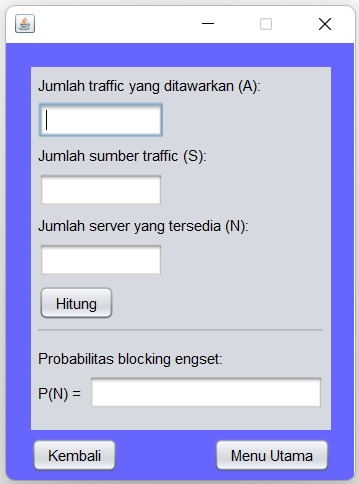 Jumlah traffic yang ditawarkan (A):
Jumlah sumber traffic (S):
Jumlah server yang tersedia (N):
Hitung
Probabilitas blocking engset:
P(N) =
Kembali
Menu Utama